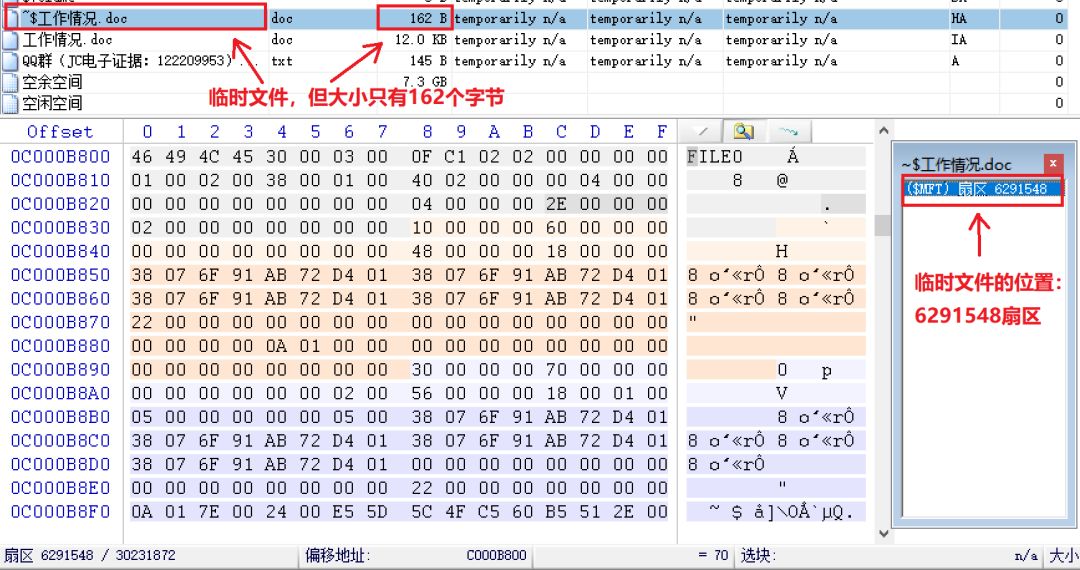 ~$工作情况.doc doc 162 B temporarily n/a temporarily n/a temporarily n/a HA 0
工作情况.doc doc 12.0 KB temporarily n/a temporarily n/a temporarily n/a IA 0
QQ群（JC电子证据：122209953）... txt 145 B temporarily n/a temporarily n/a temporarily n/a A 0
空余空间 7.3 GB 0
空闲空间 0
临时文件，但大小只有162个字节
Offset 0 1 2 3 4 5 6 7 8 9 A B C D E F
0C000B800 46 49 4C 45 30 00 03 00 0F C1 02 02 00 00 00 00 FILE0 Á
0C000B810 01 00 02 00 38 00 01 00 40 02 00 00 00 04 00 00 8 @
0C000B820 00 00 00 00 00 00 00 00 04 00 00 00 2E 00 00 00 .
0C000B830 02 00 00 00 00 00 00 00 10 00 00 00 60 00 00 00 `
0C000B840 00 00 00 00 00 00 00 00 48 00 00 00 18 00 00 00 H
0C000B850 38 07 6F 91 AB 72 D4 01 38 07 6F 91 AB 72 D4 01 8 o‘«rÔ 8 o‘«rÔ
0C000B860 38 07 6F 91 AB 72 D4 01 38 07 6F 91 AB 72 D4 01 8 o‘«rÔ 8 o‘«rÔ
0C000B870 22 00 00 00 00 00 00 00 00 00 00 00 00 00 00 00 "
0C000B880 00 00 00 00 0A 01 00 00 00 00 00 00 00 00 00 00
0C000B890 00 00 00 00 00 00 00 00 30 00 00 00 70 00 00 00 0 p
0C000B8A0 00 00 00 00 00 00 02 00 56 00 00 00 18 00 01 00 V
0C000B8B0 05 00 00 00 00 00 05 00 38 07 6F 91 AB 72 D4 01 8 o‘«rÔ
0C000B8C0 38 07 6F 91 AB 72 D4 01 38 07 6F 91 AB 72 D4 01 8 o‘«rÔ 8 o‘«rÔ
0C000B8D0 38 07 6F 91 AB 72 D4 01 00 00 00 00 00 00 00 00 8 o‘«rÔ
0C000B8E0 00 00 00 00 00 00 00 00 22 00 00 00 00 00 00 00 "
0C000B8F0 0A 01 7E 00 24 00 E5 5D 5C 4F C5 60 B5 51 2E 00 ~ $ å]\OÅ`µQ.
~$工作情况.doc x
($MFT) 扇区 6291548
临时文件的位置：
6291548扇区
扇区 6291548 / 30231872 偏移地址: C000B800 = 70 选块: n/a 大小